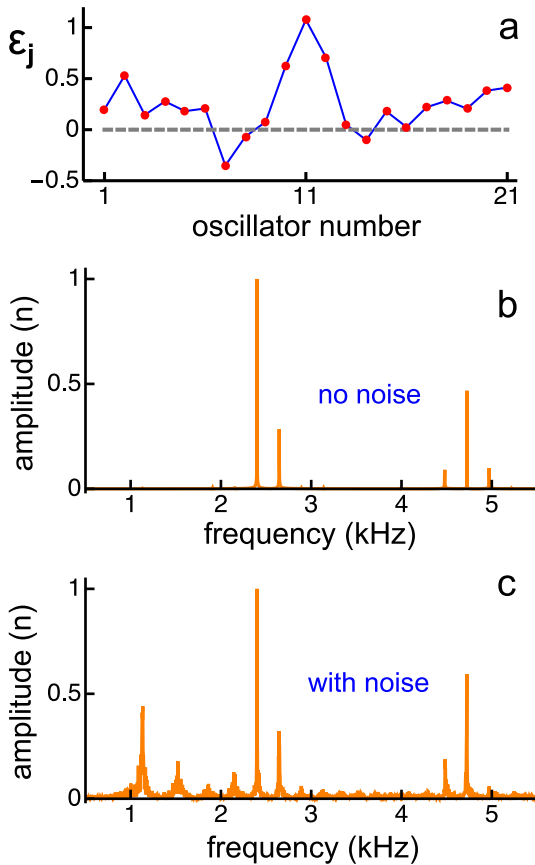 a
εj
1
0.5
0
−0.5
1 11 21
oscillator number
b
1
amplitude (n)
0.5
no noise
0
1 2 3 4 5
frequency (kHz)
c
1
amplitude (n)
with noise
0.5
0
1 2 3 4 5
frequency (kHz)